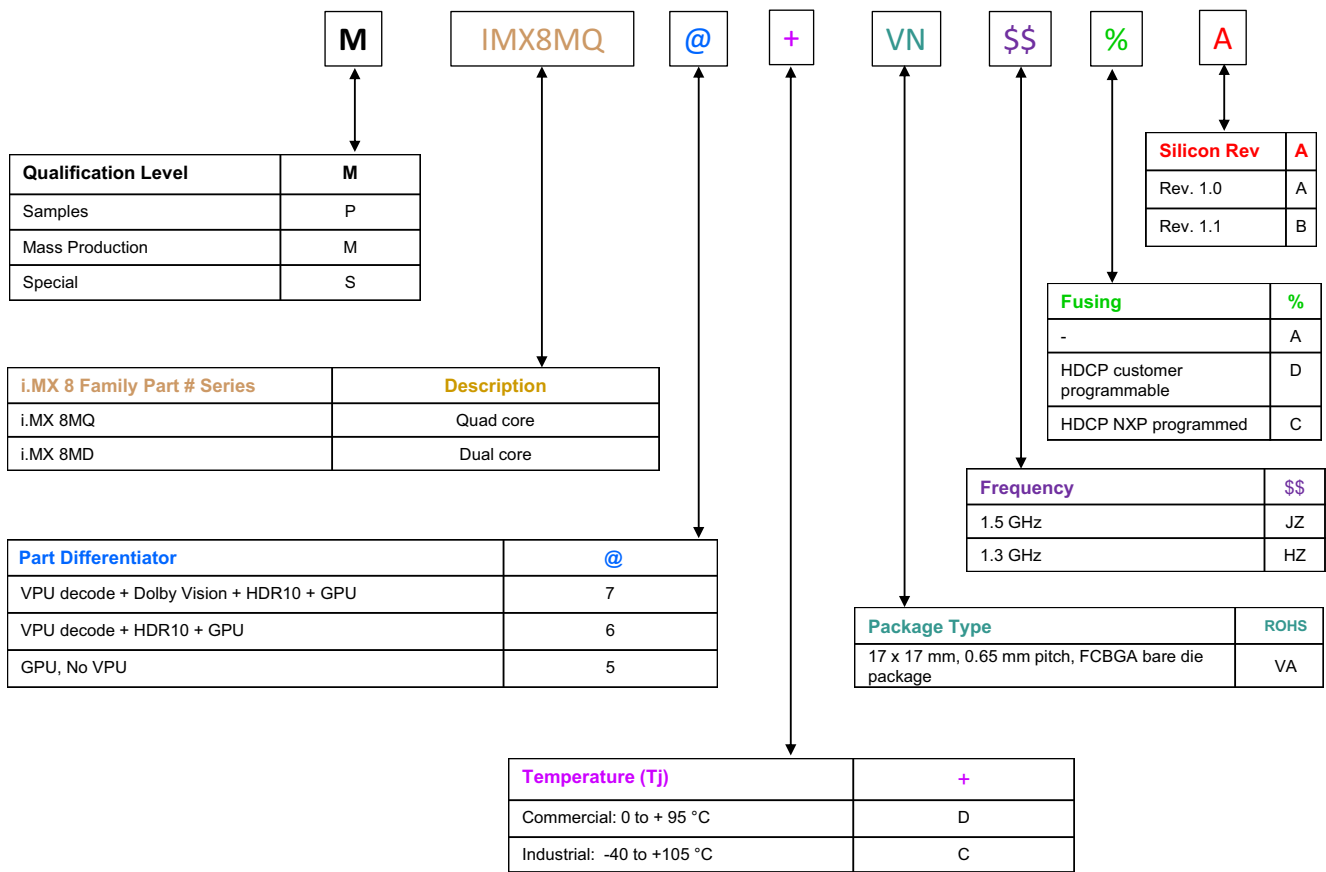 M IMX8MQ @ + VN $$ % A
Qualification Level M
Samples P
Mass Production M
Special S
Silicon Rev A
Rev. 1.0 A
Rev. 1.1 B
Fusing %
- A
HDCP customer
programmable D
HDCP NXP programmed C
i.MX 8 Family Part # Series Description
i.MX 8MQ Quad core
i.MX 8MD Dual core
Frequency $$
1.5 GHz JZ
1.3 GHz HZ
Part Differentiator @
VPU decode + Dolby Vision + HDR10 + GPU 7
VPU decode + HDR10 + GPU 6
GPU, No VPU 5
Package Type ROHS
17 x 17 mm, 0.65 mm pitch, FCBGA bare die
package VA
Temperature (Tj) +
Commercial: 0 to + 95 °C D
Industrial: -40 to +105 °C C